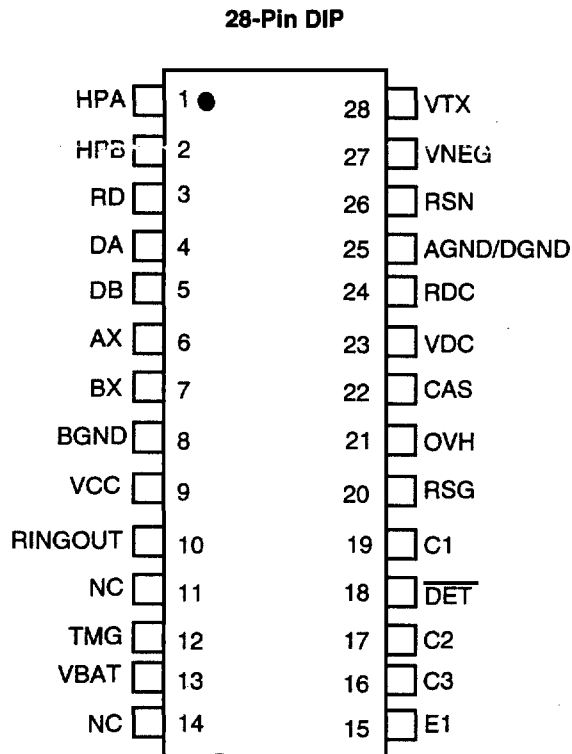 28-Pin DIP
HPA 1 28 VTX
HPB 2 27 VNEG
RD 3 26 RSN
DA 4 25 AGND/DGND
DB 5 24 RDC
AX 6 23 VDC
BX 7 22 CAS
BGND 8 21 OVH
VCC 9 20 RSG
RINGOUT 10 19 C1
NC 11 18 DET
TMG 12 17 C2
VBAT 13 16 C3
NC 14 15 E1